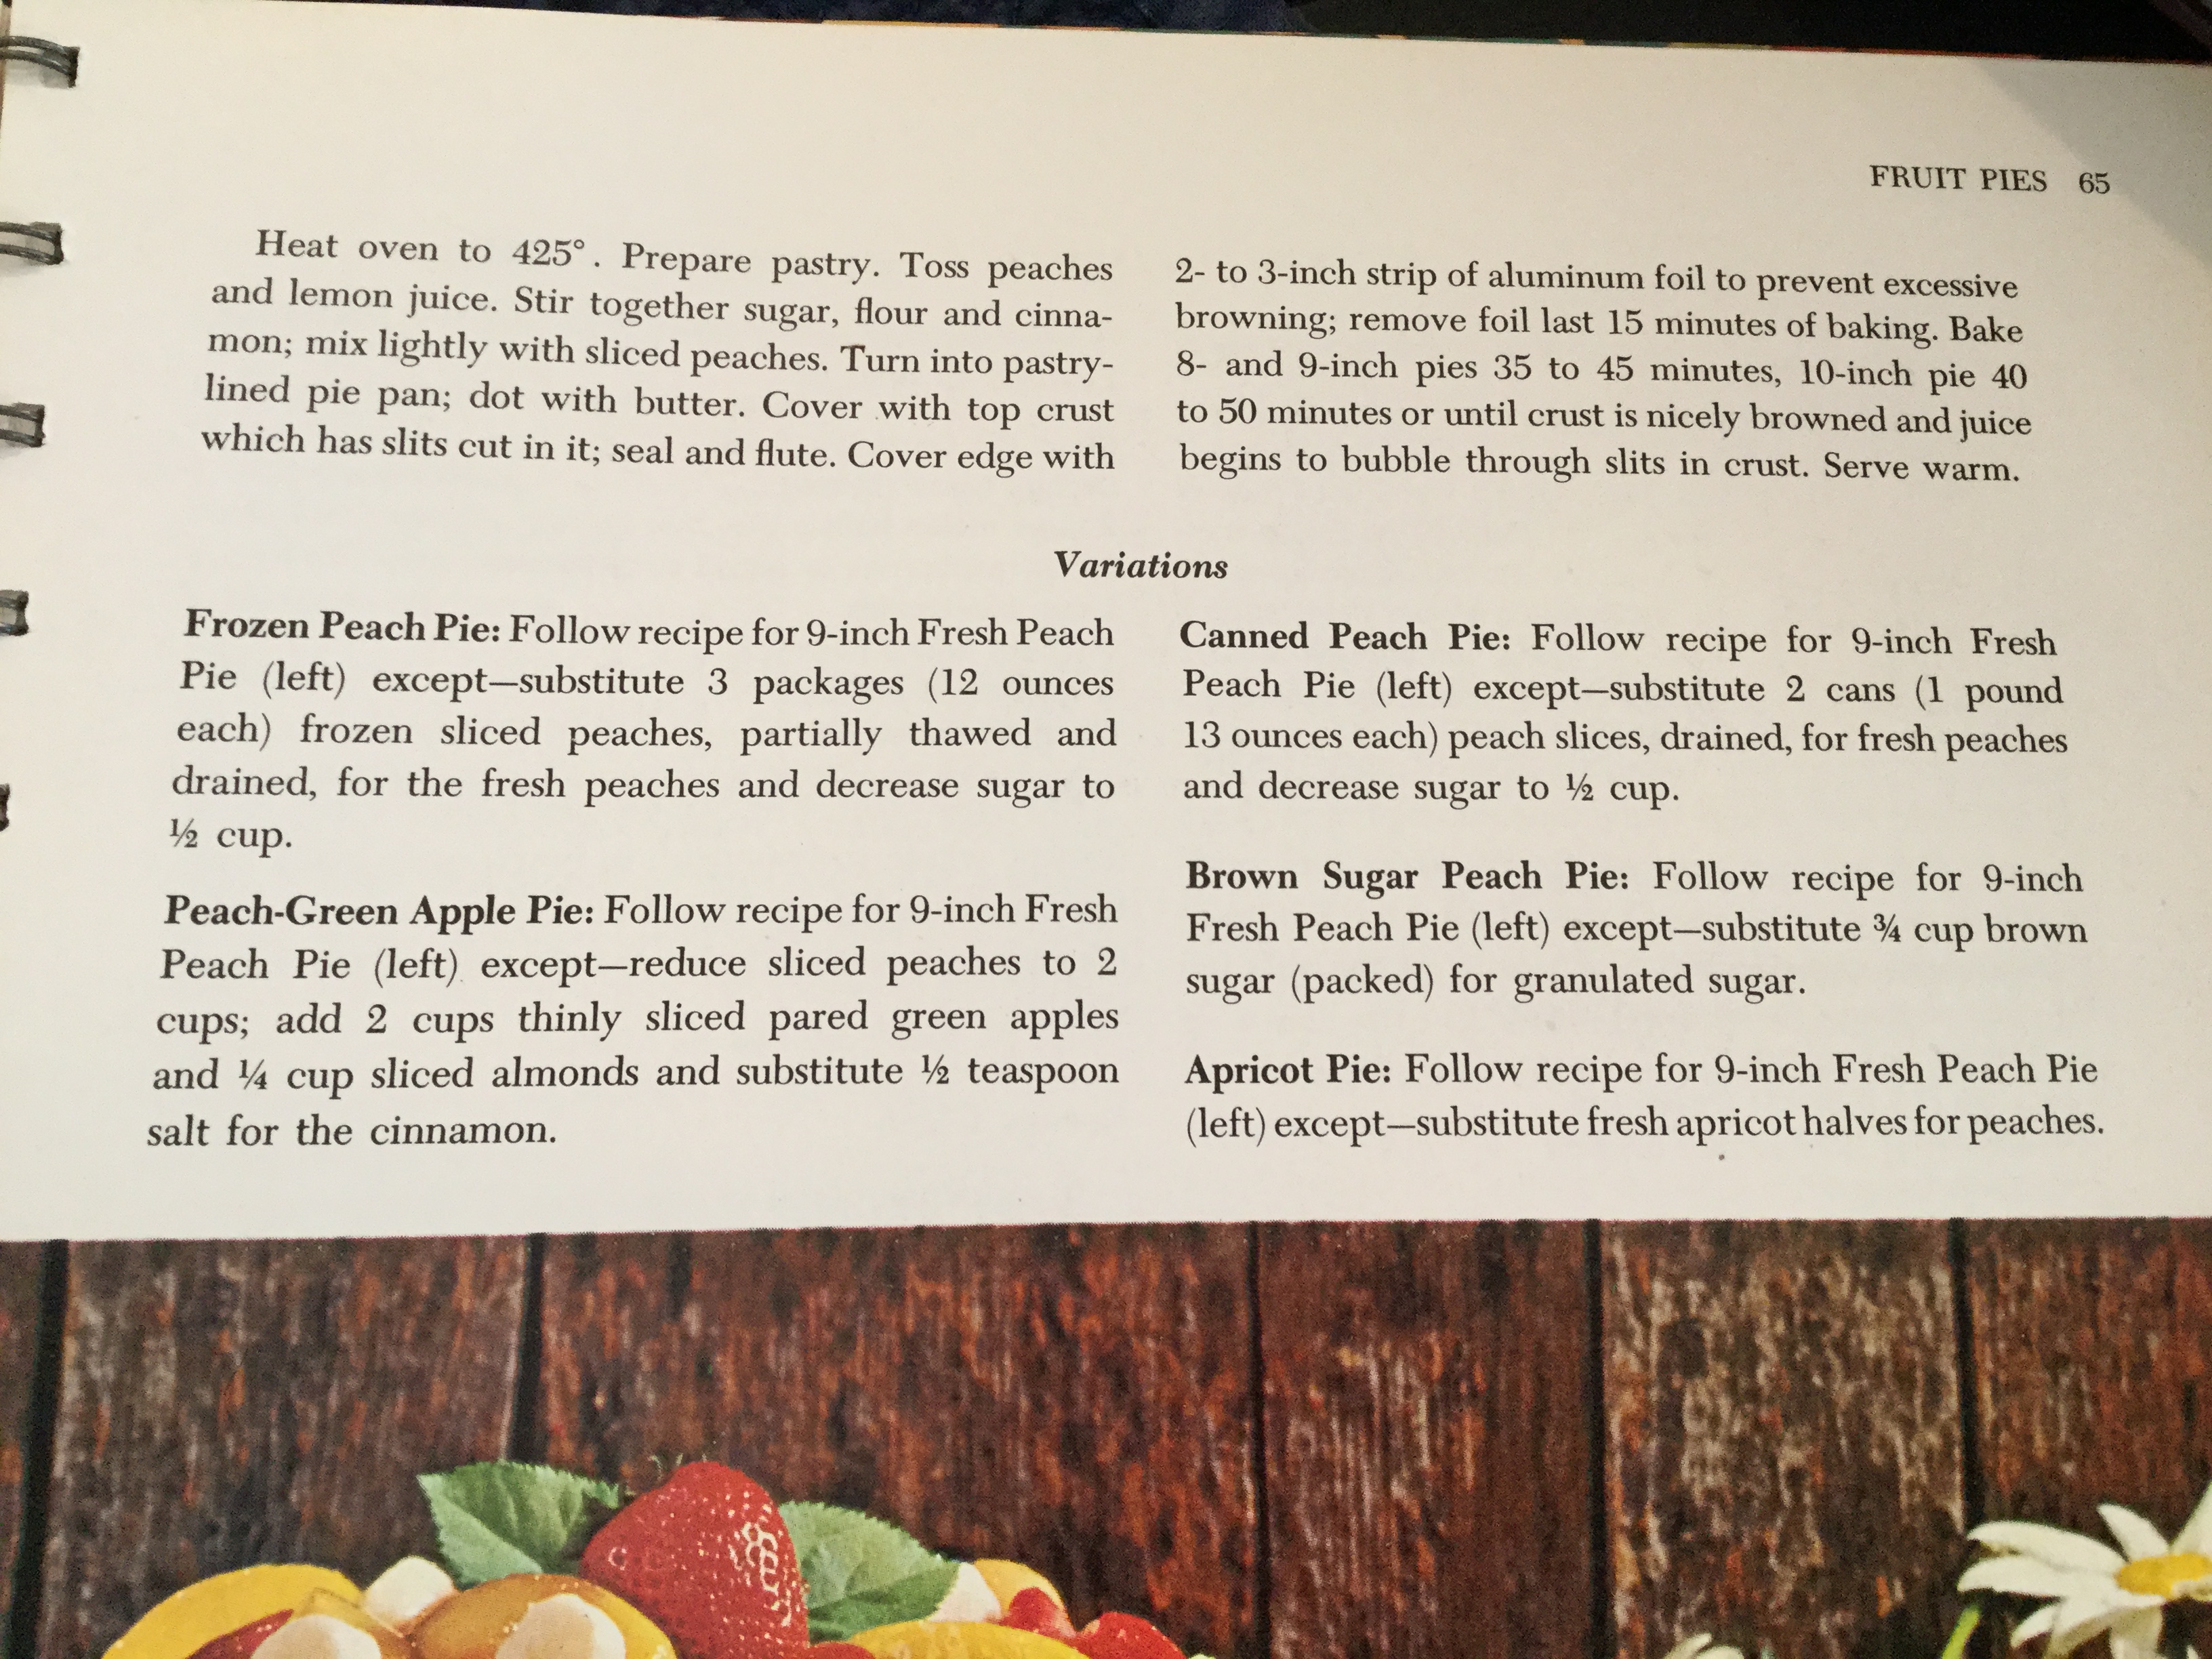 FRUIT PIES 65
Heat oven to 425°. Prepare pastry. Toss peaches
and lemon juice. Stir together sugar, flour and cinna-
mon; mix lightly with sliced peaches. Turn into pastry-
lined pie pan; dot with butter. Cover with top crust
which has slits cut in it; seal and flute. Cover edge with
2- to 3-inch strip of aluminum foil to prevent excessive
browning; remove foil last 15 minutes of baking. Bake
8- and 9-inch pies 35 to 45 minutes, 10-inch pie 40
to 50 minutes or until crust is nicely browned and juice
begins to bubble through slits in crust. Serve warm.
Variations
Frozen Peach Pie: Follow recipe for 9-inch Fresh Peach
Pie (left) except—substitute 3 packages (12 ounces
each) frozen sliced peaches, partially thawed and
drained, for the fresh peaches and decrease sugar to
½ cup.
Peach-Green Apple Pie: Follow recipe for 9-inch Fresh
Peach Pie (left) except—reduce sliced peaches to 2
cups; add 2 cups thinly sliced pared green apples
and ¼ cup sliced almonds and substitute ½ teaspoon
salt for the cinnamon.
Canned Peach Pie: Follow recipe for 9-inch Fresh
Peach Pie (left) except—substitute 2 cans (1 pound
13 ounces each) peach slices, drained, for fresh peaches
and decrease sugar to ½ cup.
Brown Sugar Peach Pie: Follow recipe for 9-inch
Fresh Peach Pie (left) except—substitute ¾ cup brown
sugar (packed) for granulated sugar.
Apricot Pie: Follow recipe for 9-inch Fresh Peach Pie
(left) except—substitute fresh apricot halves for peaches.